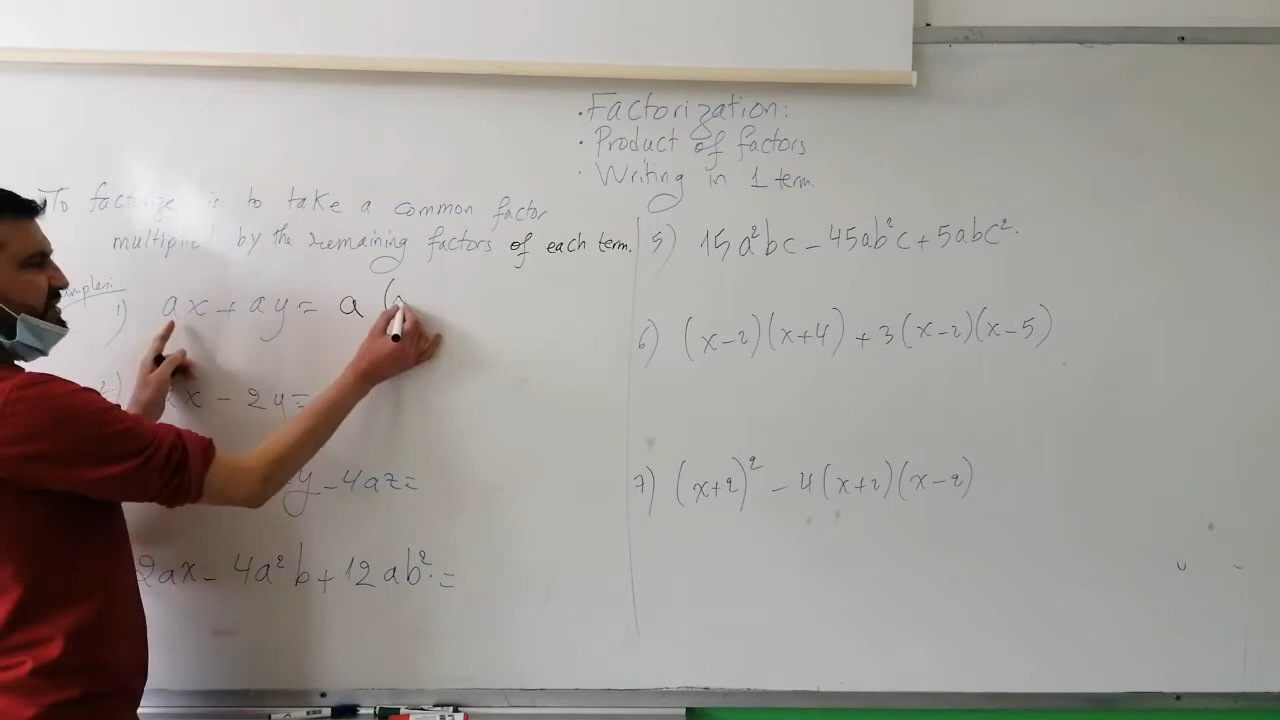 · Factorization:
· Product of factors
· Writing in 1 term.
To factorize is to take a common factor
multiplied by the remaining factors of each term.
1) ax + ay = a (
2x - 2y =
y - 4az =
2ax - 4a²b + 12ab². =
5) 15a²bc - 45ab²c + 5abc².
6) (x-2)(x+4) + 3(x-2)(x-5)
7) (x+2)² - 4(x+2)(x-2)